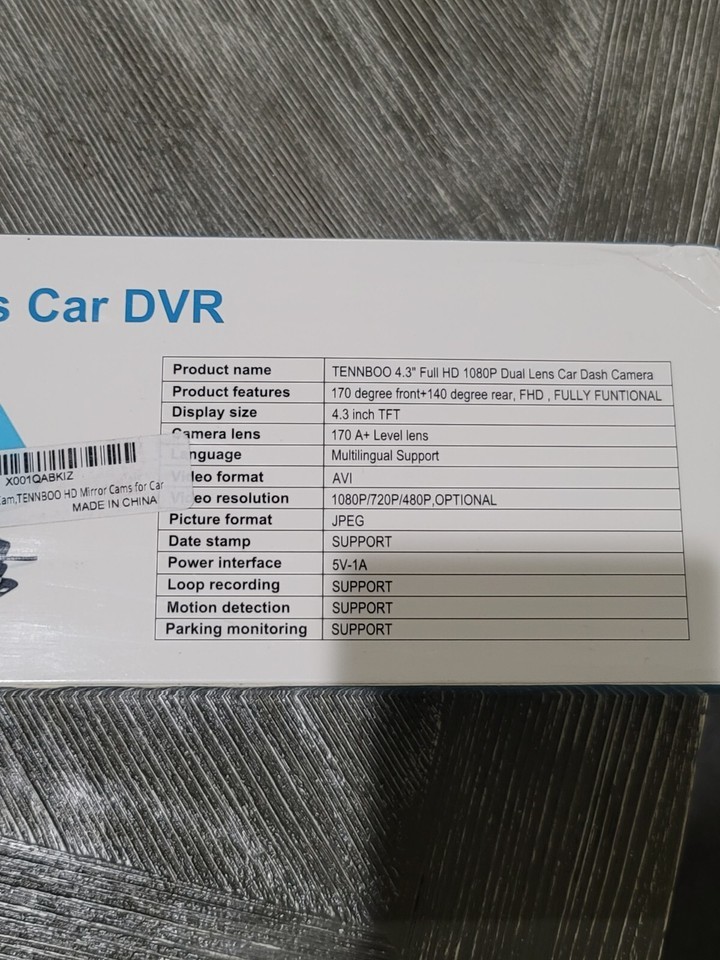 s Car DVR
Product name TENNBOO 4.3" Full HD 1080P Dual Lens Car Dash Camera
Product features 170 degree front+140 degree rear, FHD , FULLY FUNTIONAL
Display size 4.3 inch TFT
Camera lens 170 A+ Level lens
Language Multilingual Support
Video format AVI
Video resolution 1080P/720P/480P,OPTIONAL
Picture format JPEG
Date stamp SUPPORT
Power interface 5V-1A
Loop recording SUPPORT
Motion detection SUPPORT
Parking monitoring SUPPORT
X001QABKIZ
Cam,TENNBOO HD Mirror Cams for Car
MADE IN CHINA